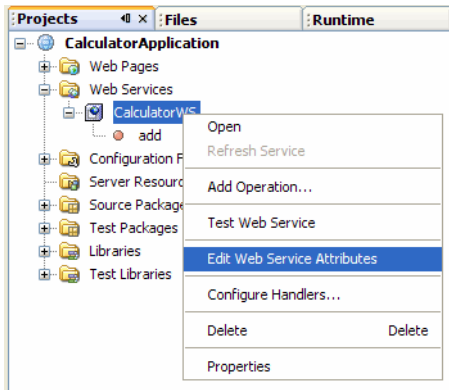 Projects
Files
Runtime
CalculatorApplication
Web Pages
Web Services
CalculatorWS
add
Configuration F
Server Resourc
Source Package
Test Packages
Libraries
Test Libraries
Open
Refresh Service
Add Operation...
Test Web Service
Edit Web Service Attributes
Configure Handlers...
Delete Delete
Properties